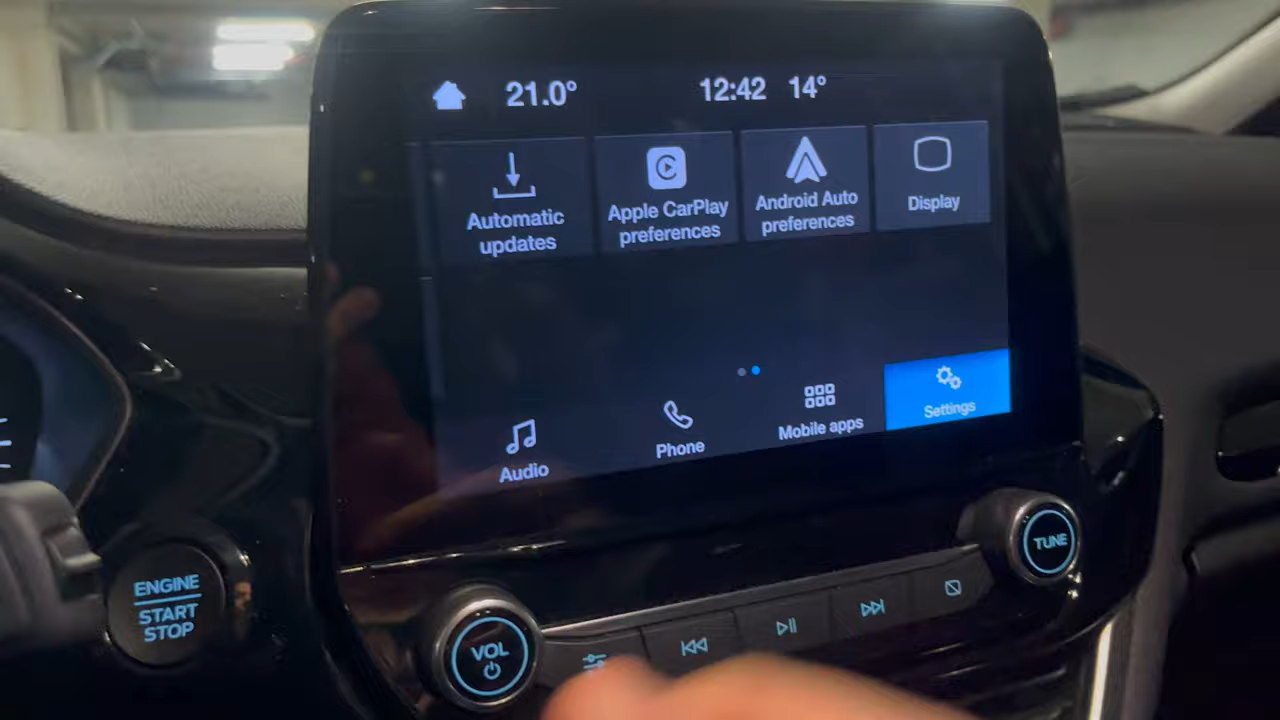 21.0° 12:42 14°
Automatic
updates
Apple CarPlay
preferences
Android Auto
preferences
Display
Audio
Phone
Mobile apps
Settings
ENGINE
START
STOP
VOL
TUNE